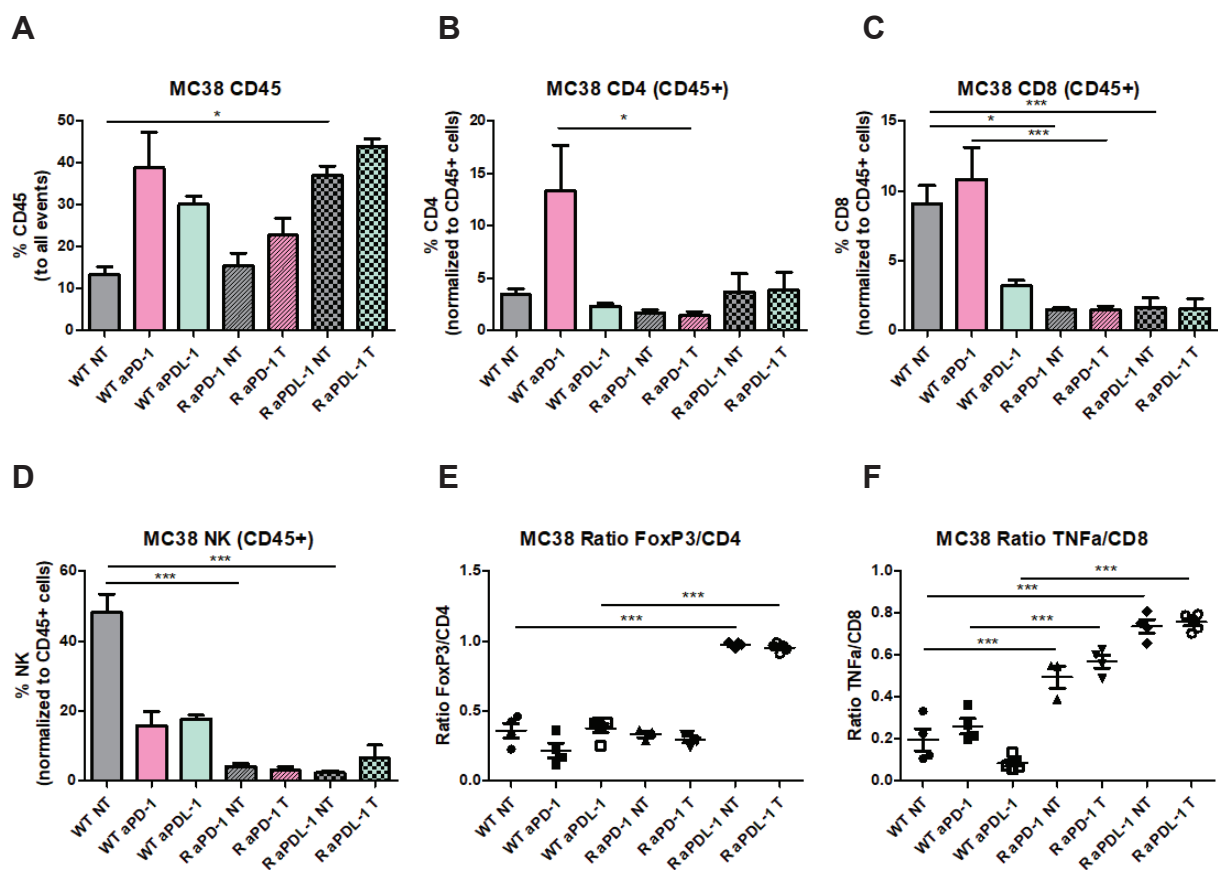 A
MC38 CD45
*
% CD45
(to all events)
50
40
30
20
10
0
WT NT
WT aPD-1
WT aPDL-1
R aPD-1 NT
R aPD-1 T
R aPDL-1 NT
R aPDL-1 T
B
MC38 CD4 (CD45+)
*
% CD4
(normalized to CD45+ cells)
20
15
10
5
0
WT NT
WT aPD-1
WT aPDL-1
R aPD-1 NT
R aPD-1 T
R aPDL-1 NT
R aPDL-1 T
C
MC38 CD8 (CD45+)
***
*
***
% CD8
(normalized to CD45+ cells)
15
10
5
0
WT NT
WT aPD-1
WT aPDL-1
R aPD-1 NT
R aPD-1 T
R aPDL-1 NT
R aPDL-1 T
D
MC38 NK (CD45+)
***
***
% NK
(normalized to CD45+ cells)
60
40
20
0
WT NT
WT aPD-1
WT aPDL-1
R aPD-1 NT
R aPD-1 T
R aPDL-1 NT
R aPDL-1 T
E
MC38 Ratio FoxP3/CD4
***
***
Ratio FoxP3/CD4
1.5
1.0
0.5
0.0
WT NT
WT aPD-1
WT aPDL-1
R aPD-1 NT
R aPD-1 T
R aPDL-1 NT
R aPDL-1 T
F
MC38 Ratio TNFa/CD8
***
***
***
***
Ratio TNFa/CD8
1.0
0.8
0.6
0.4
0.2
0.0
WT NT
WT aPD-1
WT aPDL-1
R aPD-1 NT
R aPD-1 T
R aPDL-1 NT
R aPDL-1 T